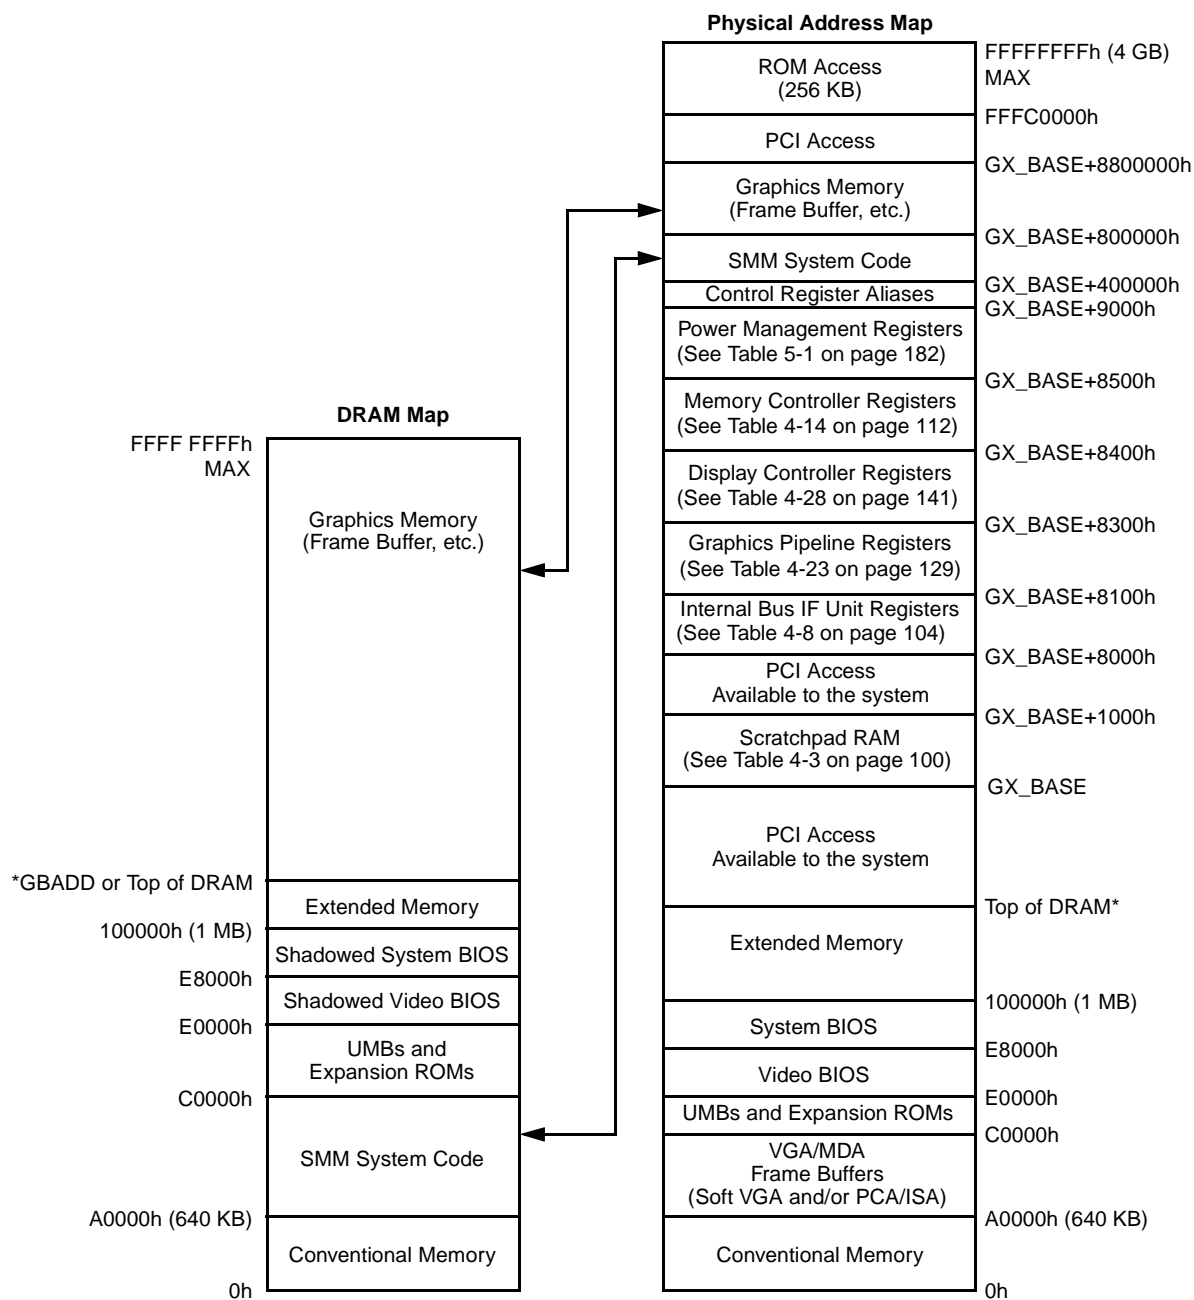 Physical Address Map
ROM Access
(256 KB)
FFFFFFFFh (4 GB)
MAX
FFFC0000h
PCI Access
GX_BASE+8800000h
Graphics Memory
(Frame Buffer, etc.)
GX_BASE+800000h
SMM System Code
GX_BASE+400000h
Control Register Aliases
GX_BASE+9000h
Power Management Registers
(See Table 5-1 on page 182)
GX_BASE+8500h
Memory Controller Registers
(See Table 4-14 on page 112)
GX_BASE+8400h
Display Controller Registers
(See Table 4-28 on page 141)
GX_BASE+8300h
Graphics Pipeline Registers
(See Table 4-23 on page 129)
GX_BASE+8100h
Internal Bus IF Unit Registers
(See Table 4-8 on page 104)
GX_BASE+8000h
PCI Access
Available to the system
GX_BASE+1000h
Scratchpad RAM
(See Table 4-3 on page 100)
GX_BASE
PCI Access
Available to the system
Top of DRAM*
Extended Memory
100000h (1 MB)
System BIOS
E8000h
Video BIOS
E0000h
UMBs and Expansion ROMs
C0000h
VGA/MDA
Frame Buffers
(Soft VGA and/or PCA/ISA)
A0000h (640 KB)
Conventional Memory
0h
DRAM Map
FFFF FFFFh
MAX
Graphics Memory
(Frame Buffer, etc.)
*GBADD or Top of DRAM
Extended Memory
100000h (1 MB)
Shadowed System BIOS
E8000h
Shadowed Video BIOS
E0000h
UMBs and
Expansion ROMs
C0000h
SMM System Code
A0000h (640 KB)
Conventional Memory
0h